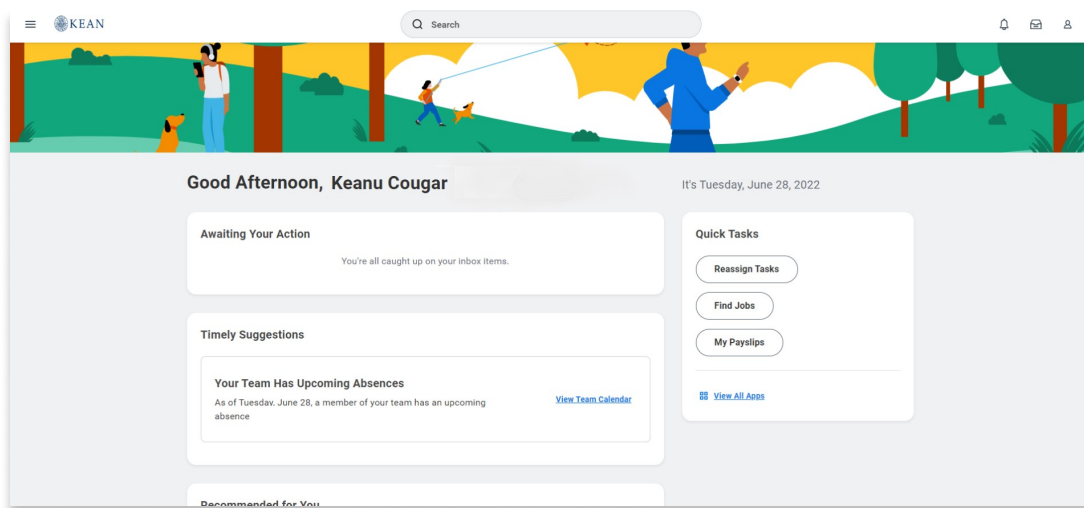 KEAN
Search
Good Afternoon, Keanu Cougar
It's Tuesday, June 28, 2022
Awaiting Your Action
You're all caught up on your inbox items.
Timely Suggestions
Your Team Has Upcoming Absences
As of Tuesday, June 28, a member of your team has an upcoming
absence
View Team Calendar
Recommended for You
Quick Tasks
Reassign Tasks
Find Jobs
My Payslips
View All Apps